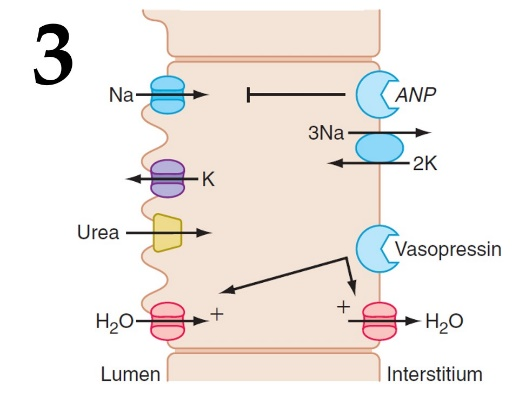 3
Na
ANP
3Na
2K
K
Urea
Vasopressin
H₂O
+
+
H₂O
Lumen
Interstitium